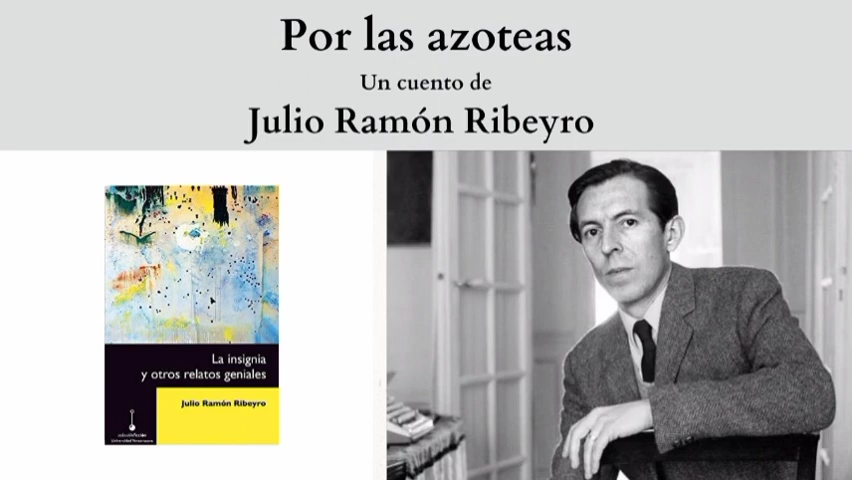 Por las azoteas
Un cuento de
Julio Ramón Ribeyro
La insignia
y otros relatos geniales
Julio Ramón Ribeyro